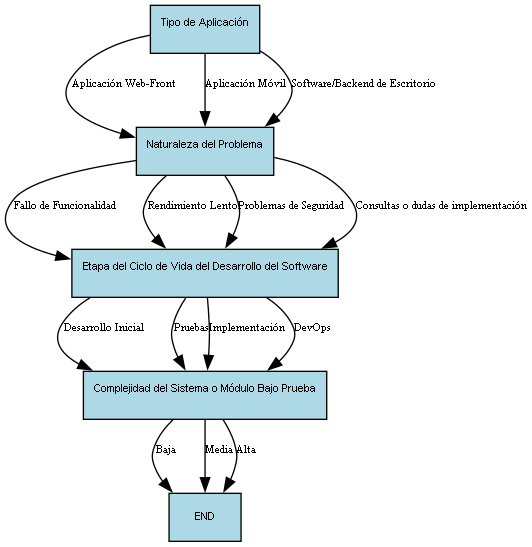 Tipo de Aplicación
Aplicación Web-Front
Aplicación Móvil
Software/Backend de Escritorio
Naturaleza del Problema
Fallo de Funcionalidad
Rendimiento Lento
Problemas de Seguridad
Consultas o dudas de implementación
Etapa del Ciclo de Vida del Desarrollo del Software
Desarrollo Inicial
Pruebas
Implementación
DevOps
Complejidad del Sistema o Módulo Bajo Prueba
Baja
Media
Alta
END